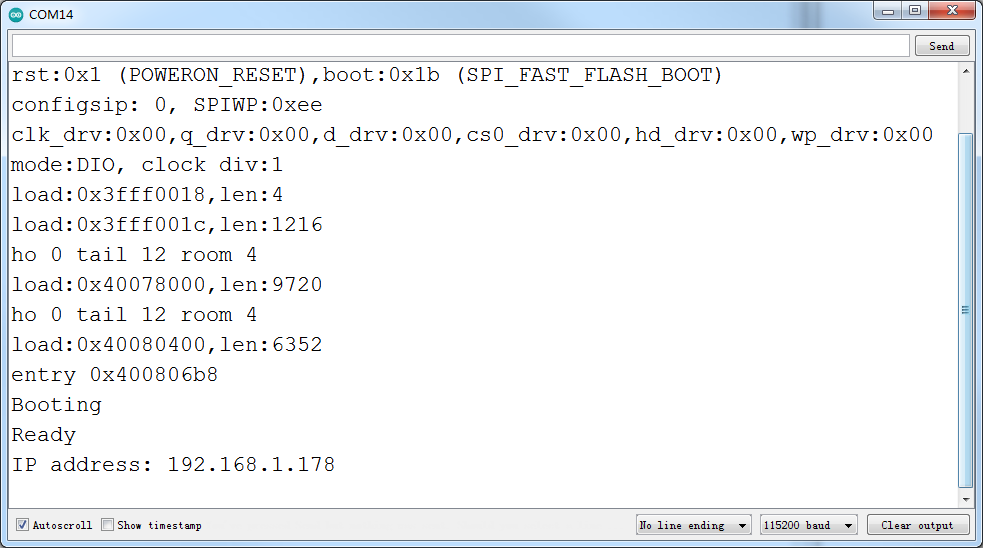 COM14
Send
rst:0x1 (POWERON_RESET),boot:0x1b (SPI_FAST_FLASH_BOOT)
configsip: 0, SPIWP:0xee
clk_drv:0x00,q_drv:0x00,d_drv:0x00,cs0_drv:0x00,hd_drv:0x00,wp_drv:0x00
mode:DIO, clock div:1
load:0x3fff0018,len:4
load:0x3fff001c,len:1216
ho 0 tail 12 room 4
load:0x40078000,len:9720
ho 0 tail 12 room 4
load:0x40080400,len:6352
entry 0x400806b8
Booting
Ready
IP address: 192.168.1.178
Autoscroll Show timestamp No line ending 115200 baud Clear output